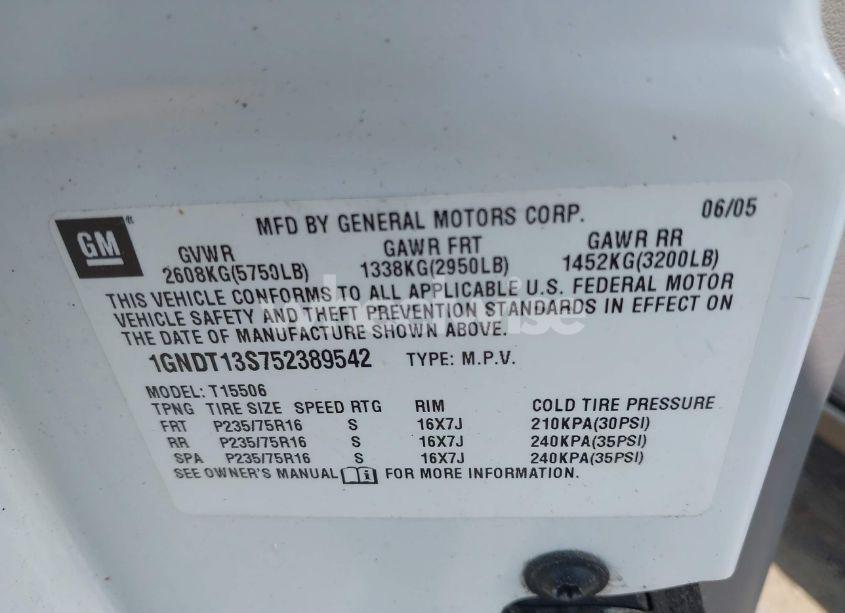 GM
MFD BY GENERAL MOTORS CORP. 06/05
GVWR GAWR FRT GAWR RR
2608KG(5750LB) 1338KG(2950LB) 1452KG(3200LB)
THIS VEHICLE CONFORMS TO ALL APPLICABLE U.S. FEDERAL MOTOR
VEHICLE SAFETY AND THEFT PREVENTION STANDARDS IN EFFECT ON
THE DATE OF MANUFACTURE SHOWN ABOVE.
1GNDT13S752389542 TYPE: M.P.V.
MODEL: T15506
TPNG TIRE SIZE SPEED RTG RIM COLD TIRE PRESSURE
FRT P235/75R16 S 16X7J 210KPA(30PSI)
RR P235/75R16 S 16X7J 240KPA(35PSI)
SPA P235/75R16 S 16X7J 240KPA(35PSI)
SEE OWNER'S MANUAL FOR MORE INFORMATION.